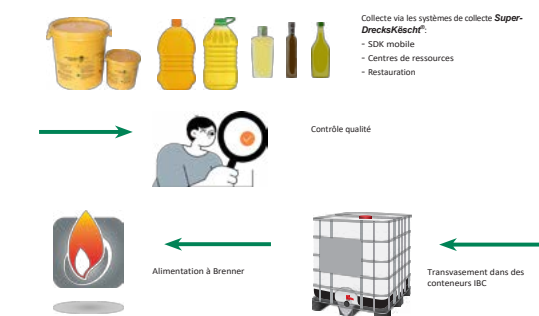 Collecte via les systèmes de collecte Super-
DrecksKëscht®:
- SDK mobile
- Centres de ressources
- Restauration
Contrôle qualité
Alimentation à Brenner
Transvasement dans des
conteneurs IBC